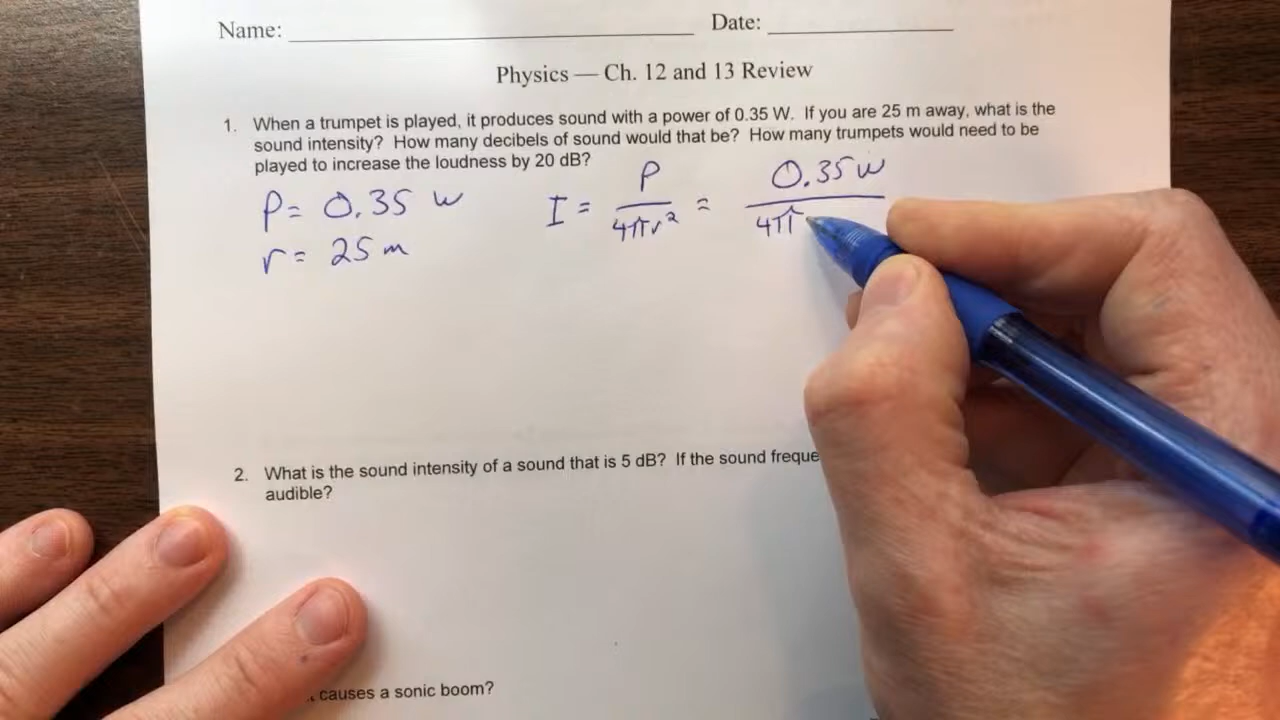 Name: ____________ Date: ____________
Physics — Ch. 12 and 13 Review
1. When a trumpet is played, it produces sound with a power of 0.35 W. If you are 25 m away, what is the
sound intensity? How many decibels of sound would that be? How many trumpets would need to be
played to increase the loudness by 20 dB?
P = 0.35 W I = P / 4πr² = 0.35 W / 4π
r = 25 m
2. What is the sound intensity of a sound that is 5 dB? If the sound
audible?
causes a sonic boom?